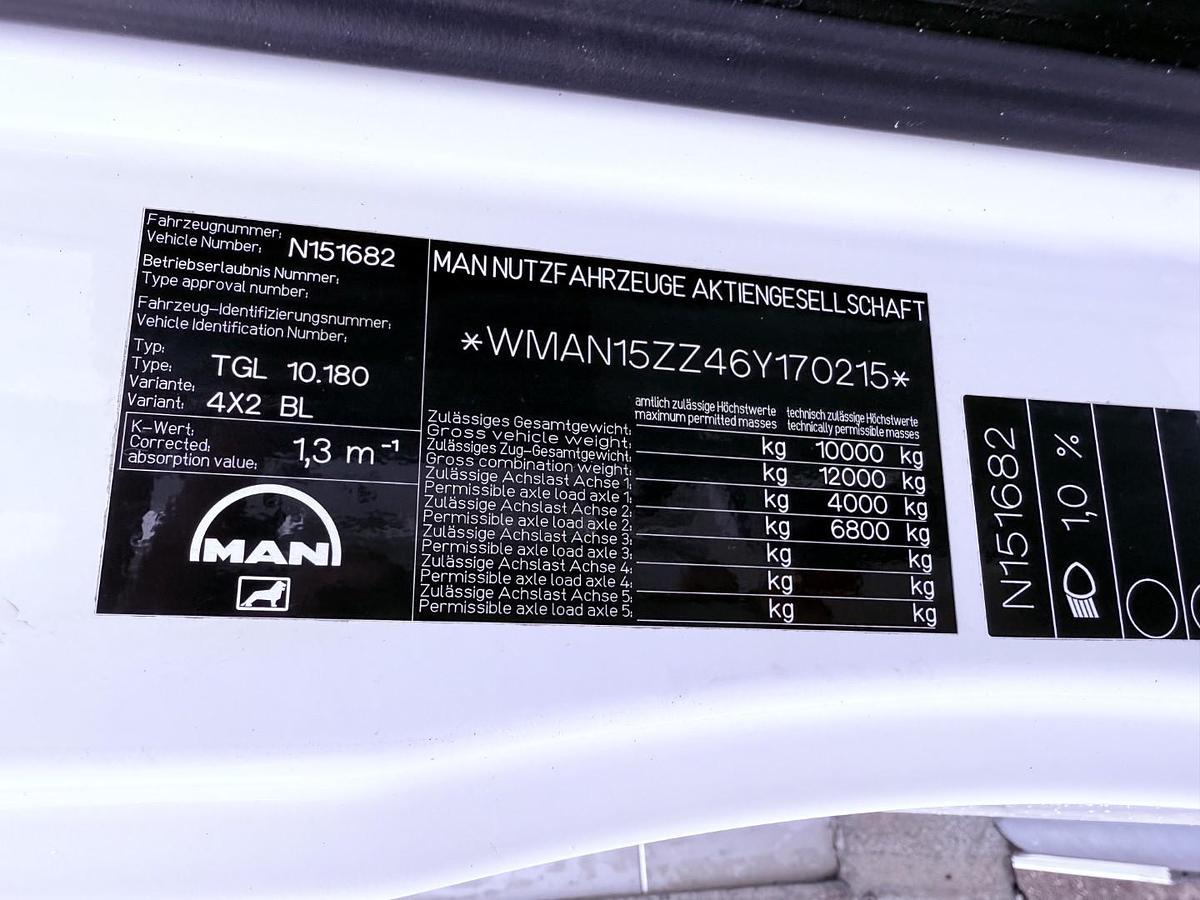 Fahrzeugnummer:
Vehicle Number: N151682
Betriebserlaubnis Nummer:
Type approval number:
Fahrzeug-Identifizierungsnummer:
Vehicle Identification Number:
Typ:
Type: TGL 10.180
Variante:
Variant: 4X2 BL
K-Wert:
Corrected: 1,3 m⁻¹
absorption value:
MAN
MAN NUTZFAHRZEUGE AKTIENGESELLSCHAFT
*WMAN15ZZ46Y170215*
amtlich zulässige Höchstwerte technisch zulässige Höchstwerte
maximum permitted masses technically permissible masses
Zulässiges Gesamtgewicht:
Gross vehicle weight: kg 10000 kg
Zulässiges Zug-Gesamtgewicht:
Gross combination weight: kg 12000 kg
Zulässige Achslast Achse 1:
Permissible axle load axle 1: kg 4000 kg
Zulässige Achslast Achse 2:
Permissible axle load axle 2: kg 6800 kg
Zulässige Achslast Achse 3:
Permissible axle load axle 3: kg kg
Zulässige Achslast Achse 4:
Permissible axle load axle 4: kg kg
Zulässige Achslast Achse 5:
Permissible axle load axle 5: kg kg
N151682
1,0 %